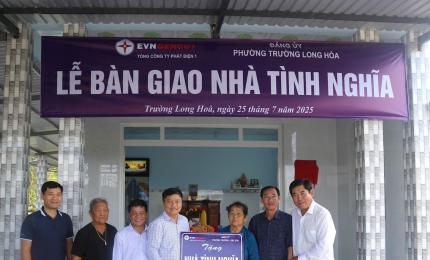 EVNGENCO1
TỔNG CÔNG TY PHÁT ĐIỆN 1
ĐẢNG ỦY
PHƯỜNG TRƯỜNG LONG HÒA
LỄ BÀN GIAO NHÀ TÌNH NGHĨA
Trường Long Hoà, ngày 25 tháng 7 năm 2025
Tặng
NHÀ TÌNH NGHĨA